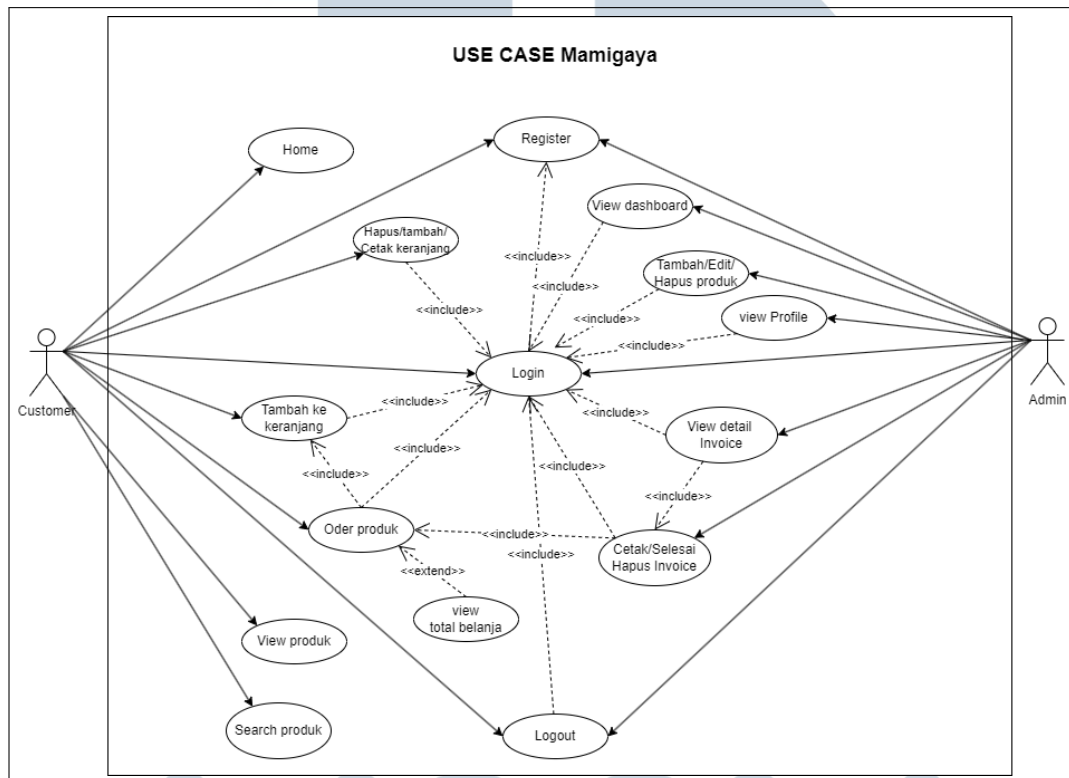 USE CASE Mamigaya
Register
Home
View dashboard
Hapus/tambah/
Cetak keranjang
<<include>>
Tambah/Edit/
Hapus produk
<<include>>
<<include>>
<<include>>
view Profile
<<include>>
Login
Customer
Admin
Tambah ke
keranjang
<<include>>
<<include>>
View detail
Invoice
<<include>>
<<include>>
<<include>>
<<include>>
Oder produk
<<include>>
<<include>>
Cetak/Selesai
Hapus Invoice
<<extend>>
view
total belanja
View produk
Search produk
Logout